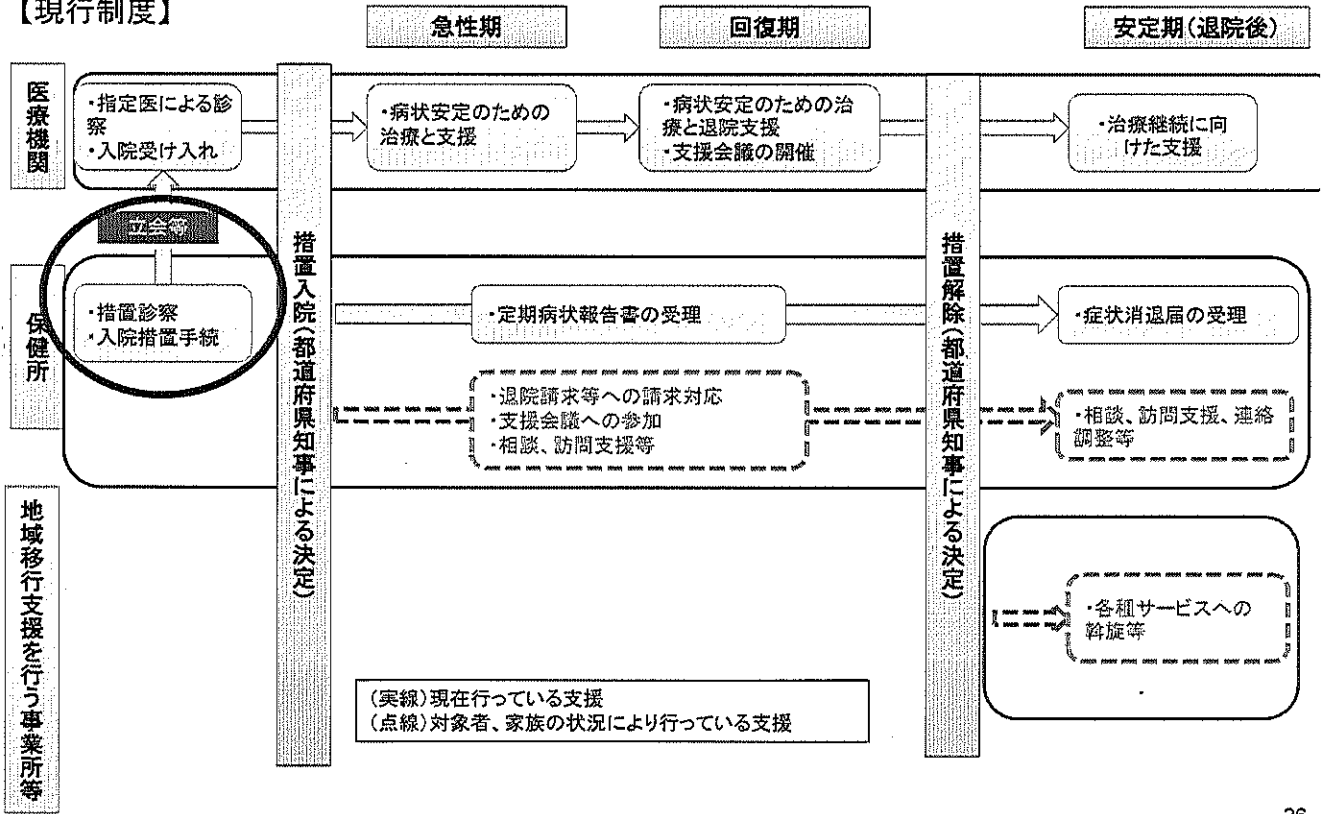 【現行制度】
急性期
回復期
安定期(退院後)
医療機関
・指定医による診
察
・入院受け入れ
・病状安定のための
治療と支援
・病状安定のための治
療と退院支援
・支援会議の開催
・治療継続に向
けた支援
立会等
保健所
・措置診察
・入院措置手続
措置入院(都道府県知事による決定)
・定期病状報告書の受理
措置解除(都道府県知事による決定)
・症状消退届の受理
・退院請求等への請求対応
・支援会議への参加
・相談、訪問支援等
・相談、訪問支援、連絡
調整等
地域移行支援を行う事業所等
・各種サービスへの
斡旋等
(実線)現在行っている支援
(点線)対象者、家族の状況により行っている支援